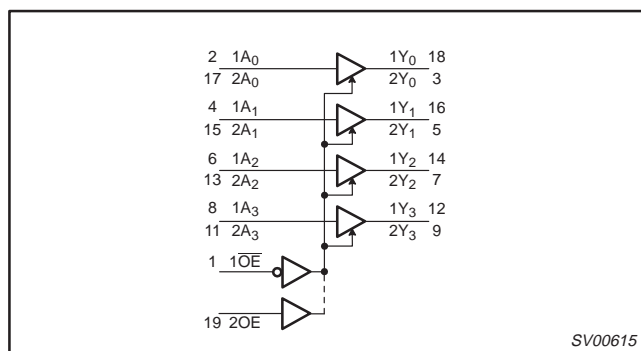 2 1A0 1Y0 18
17 2A0 2Y0 3
4 1A1 1Y1 16
15 2A1 2Y1 5
6 1A2 1Y2 14
13 2A2 2Y2 7
8 1A3 1Y3 12
11 2A3 2Y3 9
1 1O̅E̅
19 2OE
SV00615